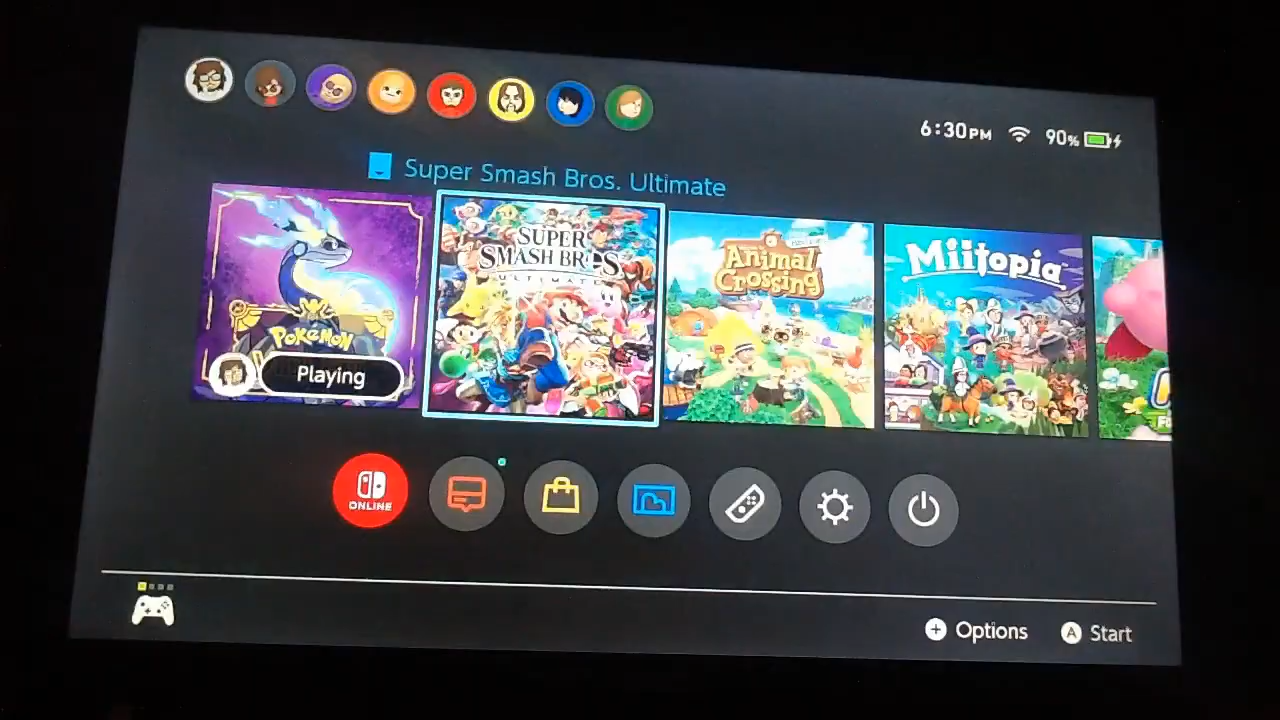 6:30PM
90%
Super Smash Bros. Ultimate
POKÉMON
Playing
SUPER
SMASH BROS.
ULTIMATE
Animal
Crossing
Miitopia
ONLINE
+ Options
A Start